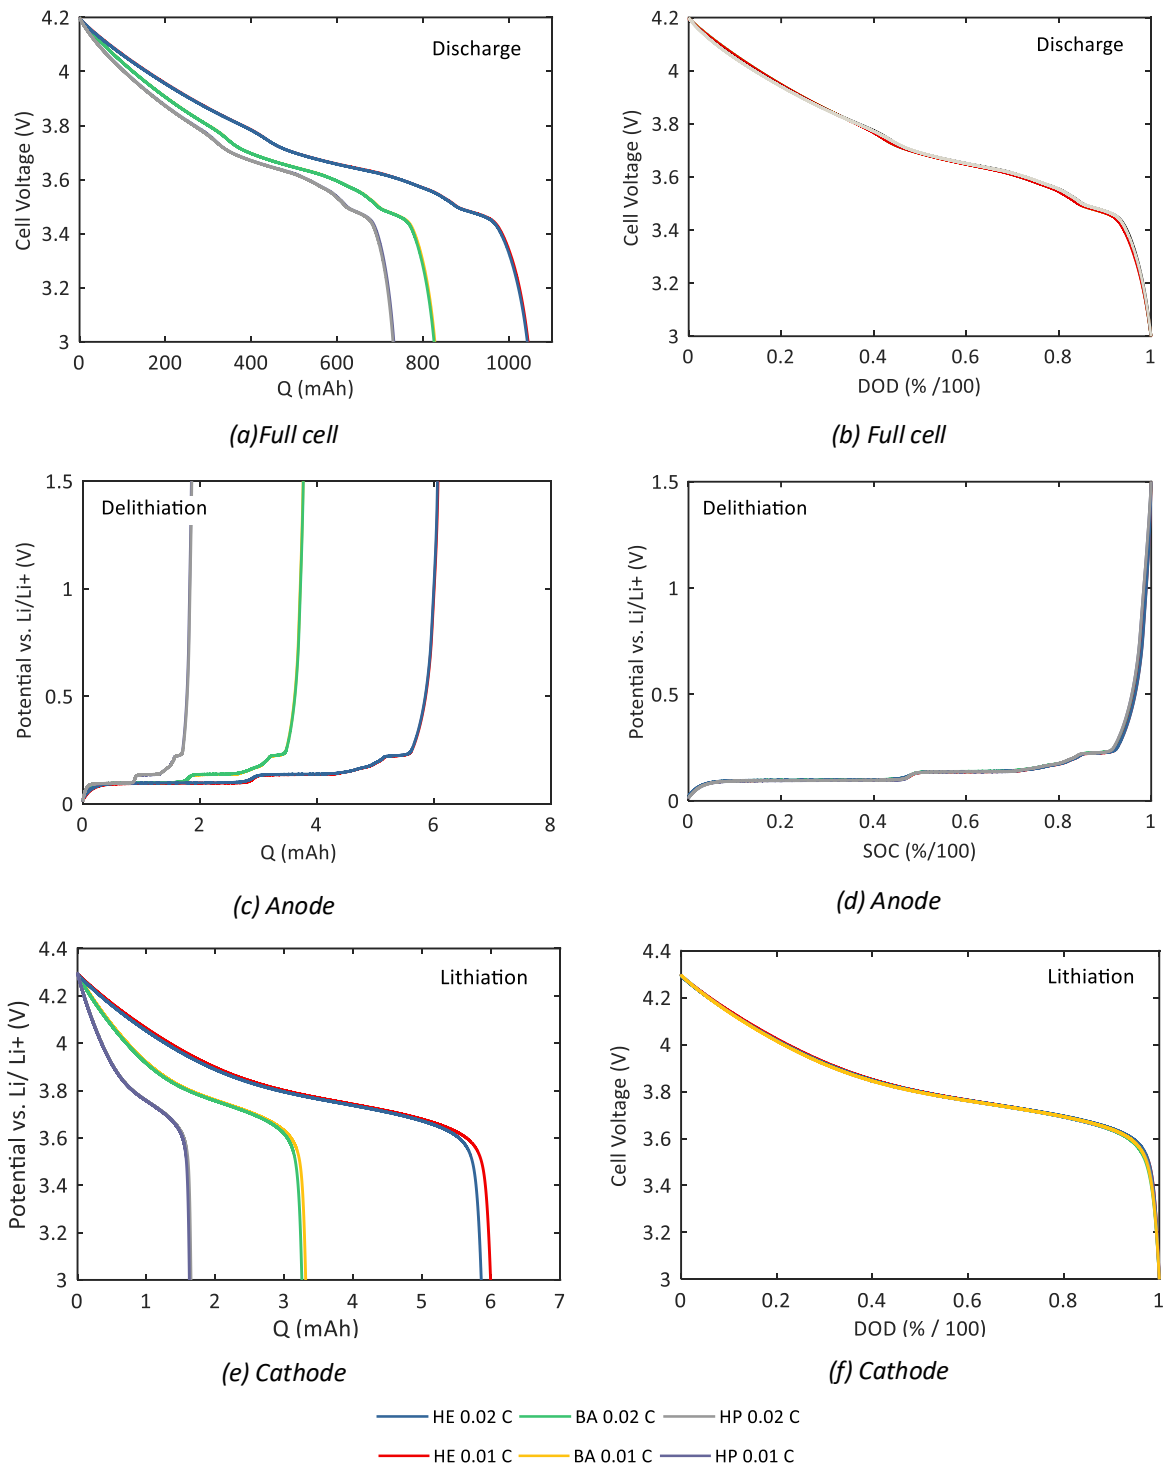 4.2
4
3.8
3.6
3.4
3.2
3
Cell Voltage (V)
Discharge
0 200 400 600 800 1000
Q (mAh)
(a)Full cell
4.2
4
3.8
3.6
3.4
3.2
3
Cell Voltage (V)
Discharge
0 0.2 0.4 0.6 0.8 1
DOD (% /100)
(b) Full cell
1.5
1
0.5
0
Potential vs. Li/Li+ (V)
Delithiation
0 2 4 6 8
Q (mAh)
(c) Anode
1.5
1
0.5
0
Potential vs. Li/Li+ (V)
Delithiation
0 0.2 0.4 0.6 0.8 1
SOC (%/100)
(d) Anode
4.4
4.2
4
3.8
3.6
3.4
3.2
3
Potential vs. Li/ Li+ (V)
Lithiation
0 1 2 3 4 5 6 7
Q (mAh)
(e) Cathode
4.4
4.2
4
3.8
3.6
3.4
3.2
3
Cell Voltage (V)
Lithiation
0 0.2 0.4 0.6 0.8 1
DOD (% / 100)
(f) Cathode
HE 0.02 C BA 0.02 C HP 0.02 C
HE 0.01 C BA 0.01 C HP 0.01 C